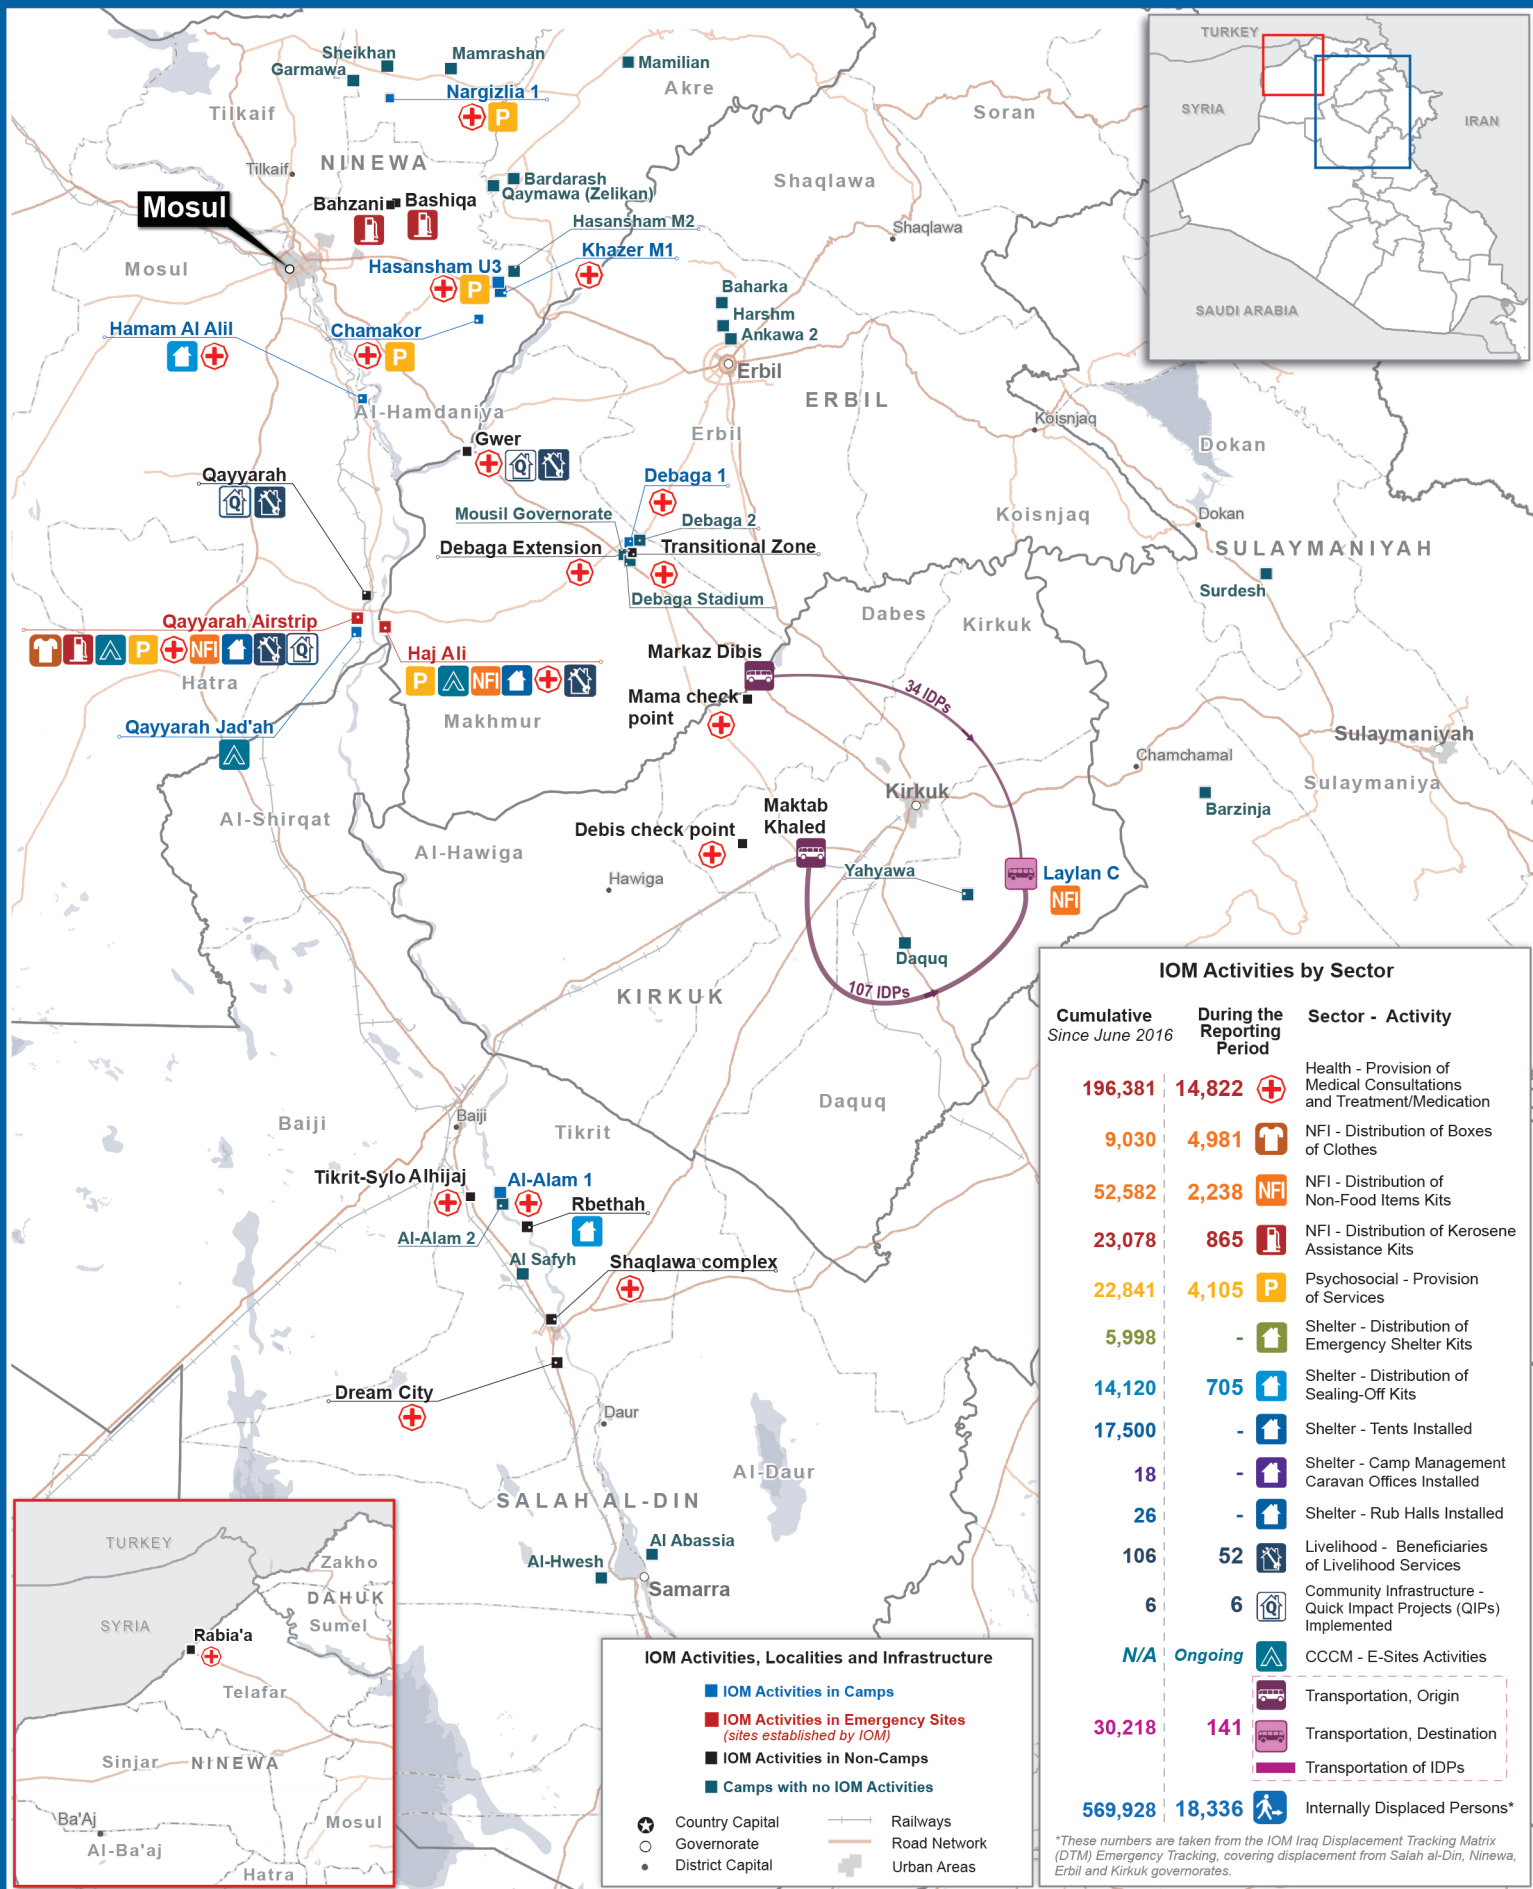 TURKEY
SYRIA
IRAN
SAUDI ARABIA
Sheikhan
Mamrashan
Garmawa
Mamilian
Akre
Nargizlia 1
P
Tilkaif
Soran
Tilkaif
NINEWA
Bardarash
Qaymawa (Zelikan)
Shaqlawa
Mosul
Bahzani
Bashiqa
Hasansham M2
Shaqlawa
Khazer M1
Mosul
Hasansham U3
P
Baharka
Harshm
Ankawa 2
Hamam Al Alil
Chamakor
P
Erbil
ERBIL
Al-Hamdaniya
Koisnjaq
Gwer
Q
Erbil
Dokan
Qayyarah
Q
Debaga 1
Mousil Governorate
Debaga 2
Koisnjaq
Dokan
Debaga Extension
Transitional Zone
SULAYMANIYAH
Surdesh
Debaga Stadium
Dabes
Kirkuk
Qayyarah Airstrip
P
NFI
Q
Haj Ali
P
NFI
Markaz Dibis
Hatra
34 IDPs
Mama check
point
Makhmur
Qayyarah Jad'ah
Sulaymaniyah
Chamchamal
Sulaymaniya
Kirkuk
Barzinja
Maktab
Khaled
Al-Shirqat
Debis check point
Al-Hawiga
Yahyawa
Laylan C
NFI
Hawiga
Daquq
107 IDPs
KIRKUK
Daquq
Baiji
Baiji
Tikrit
Tikrit-Sylo Alhijaj
Al-Alam 1
Rbethah
Al-Alam 2
Al Safyh
Shaqlawa complex
Dream City
Daur
Al-Daur
SALAH AL-DIN
Al Abassia
Al-Hwesh
Samarra
TURKEY
Zakho
DAHUK
SYRIA
Sumel
Rabia'a
Telafar
Sinjar
NINEWA
Ba'Aj
Mosul
Al-Ba'aj
Hatra
IOM Activities, Localities and Infrastructure
IOM Activities in Camps
IOM Activities in Emergency Sites
(sites established by IOM)
IOM Activities in Non-Camps
Camps with no IOM Activities
Country Capital
Railways
Governorate
Road Network
District Capital
Urban Areas
IOM Activities by Sector
Cumulative
Since June 2016
During the
Reporting
Period
Sector - Activity
196,381 14,822 Health - Provision of
Medical Consultations
and Treatment/Medication
9,030 4,981 NFI - Distribution of Boxes
of Clothes
52,582 2,238 NFI NFI - Distribution of
Non-Food Items Kits
23,078 865 NFI - Distribution of Kerosene
Assistance Kits
22,841 4,105 P Psychosocial - Provision
of Services
5,998 - Shelter - Distribution of
Emergency Shelter Kits
14,120 705 Shelter - Distribution of
Sealing-Off Kits
17,500 - Shelter - Tents Installed
18 - Shelter - Camp Management
Caravan Offices Installed
26 - Shelter - Rub Halls Installed
106 52 Livelihood - Beneficiaries
of Livelihood Services
6 6 Q Community Infrastructure -
Quick Impact Projects (QIPs)
Implemented
N/A Ongoing CCCM - E-Sites Activities
Transportation, Origin
30,218 141 Transportation, Destination
Transportation of IDPs
569,928 18,336 Internally Displaced Persons*
*These numbers are taken from the IOM Iraq Displacement Tracking Matrix
(DTM) Emergency Tracking, covering displacement from Salah al-Din, Ninewa,
Erbil and Kirkuk governorates.